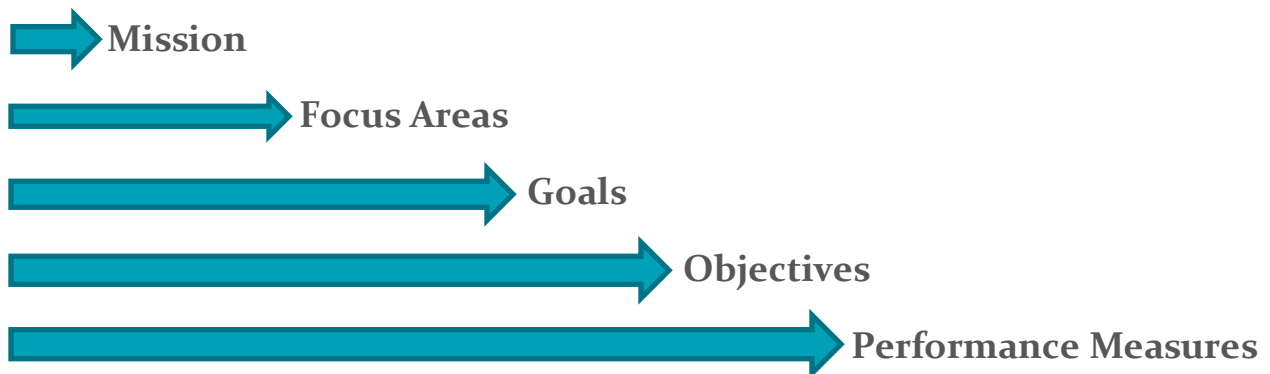 Mission
Focus Areas
Goals
Objectives
Performance Measures